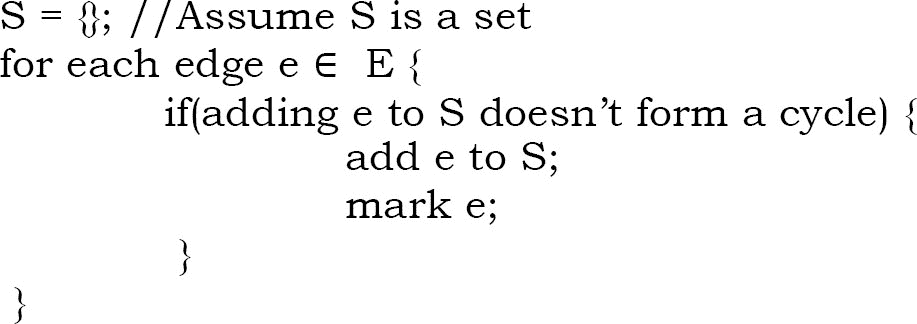 S = {}; //Assume S is a set
for each edge e ∈ E {
if(adding e to S doesn’t form a cycle) {
add e to S;
mark e;
}
}